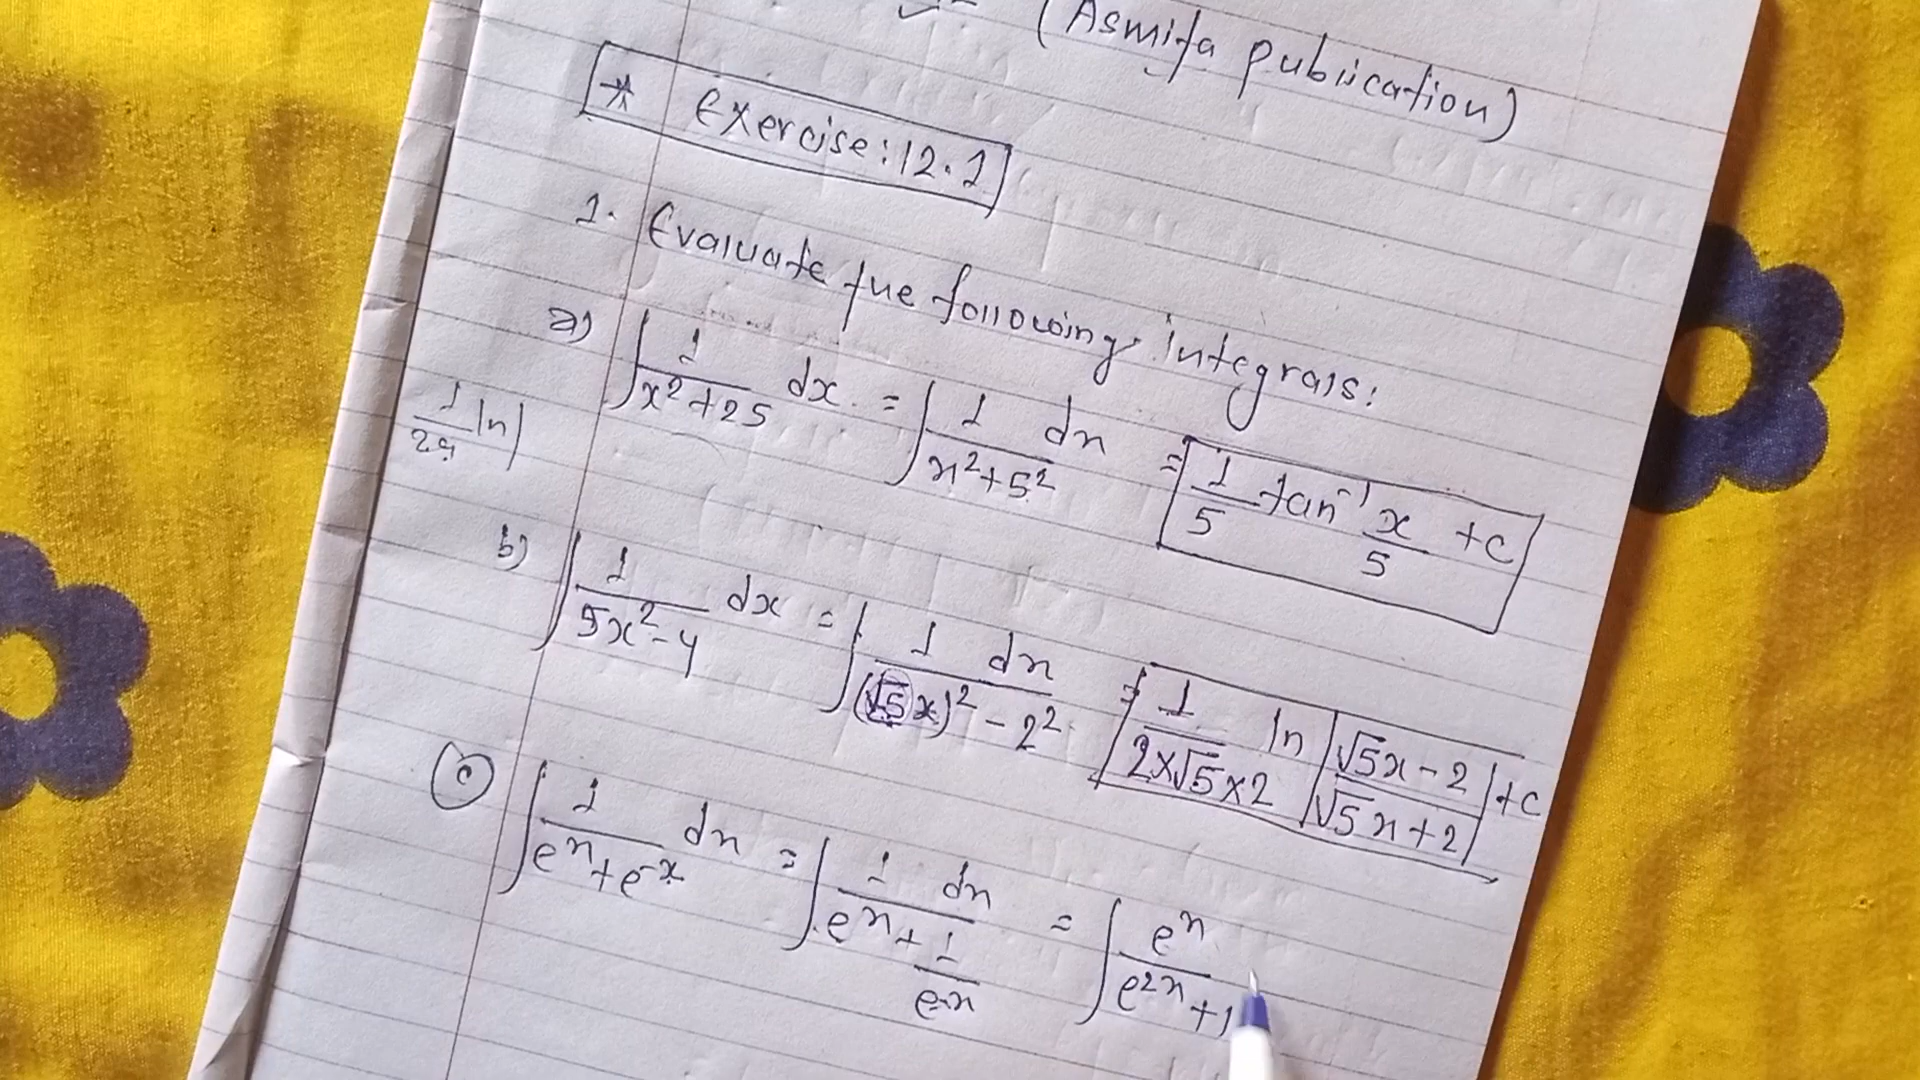 (Asmita publication)
* Exercise: 12.1
1. Evaluate the following integrals:
a) ∫ 1/(x²+25) dx = ∫ 1/(x²+5²) dx = 1/5 tan⁻¹ x/5 + c
1/2a ln|
b) ∫ 1/(5x²-4) dx = ∫ 1/((√5x)² - 2²) dx = 1/(2×√5×2) ln |(√5x-2)/(√5x+2)| + c
c) ∫ 1/(eˣ+e⁻ˣ) dx = ∫ 1/(eˣ + 1/eˣ) dx = ∫ eˣ/(e²ˣ+1